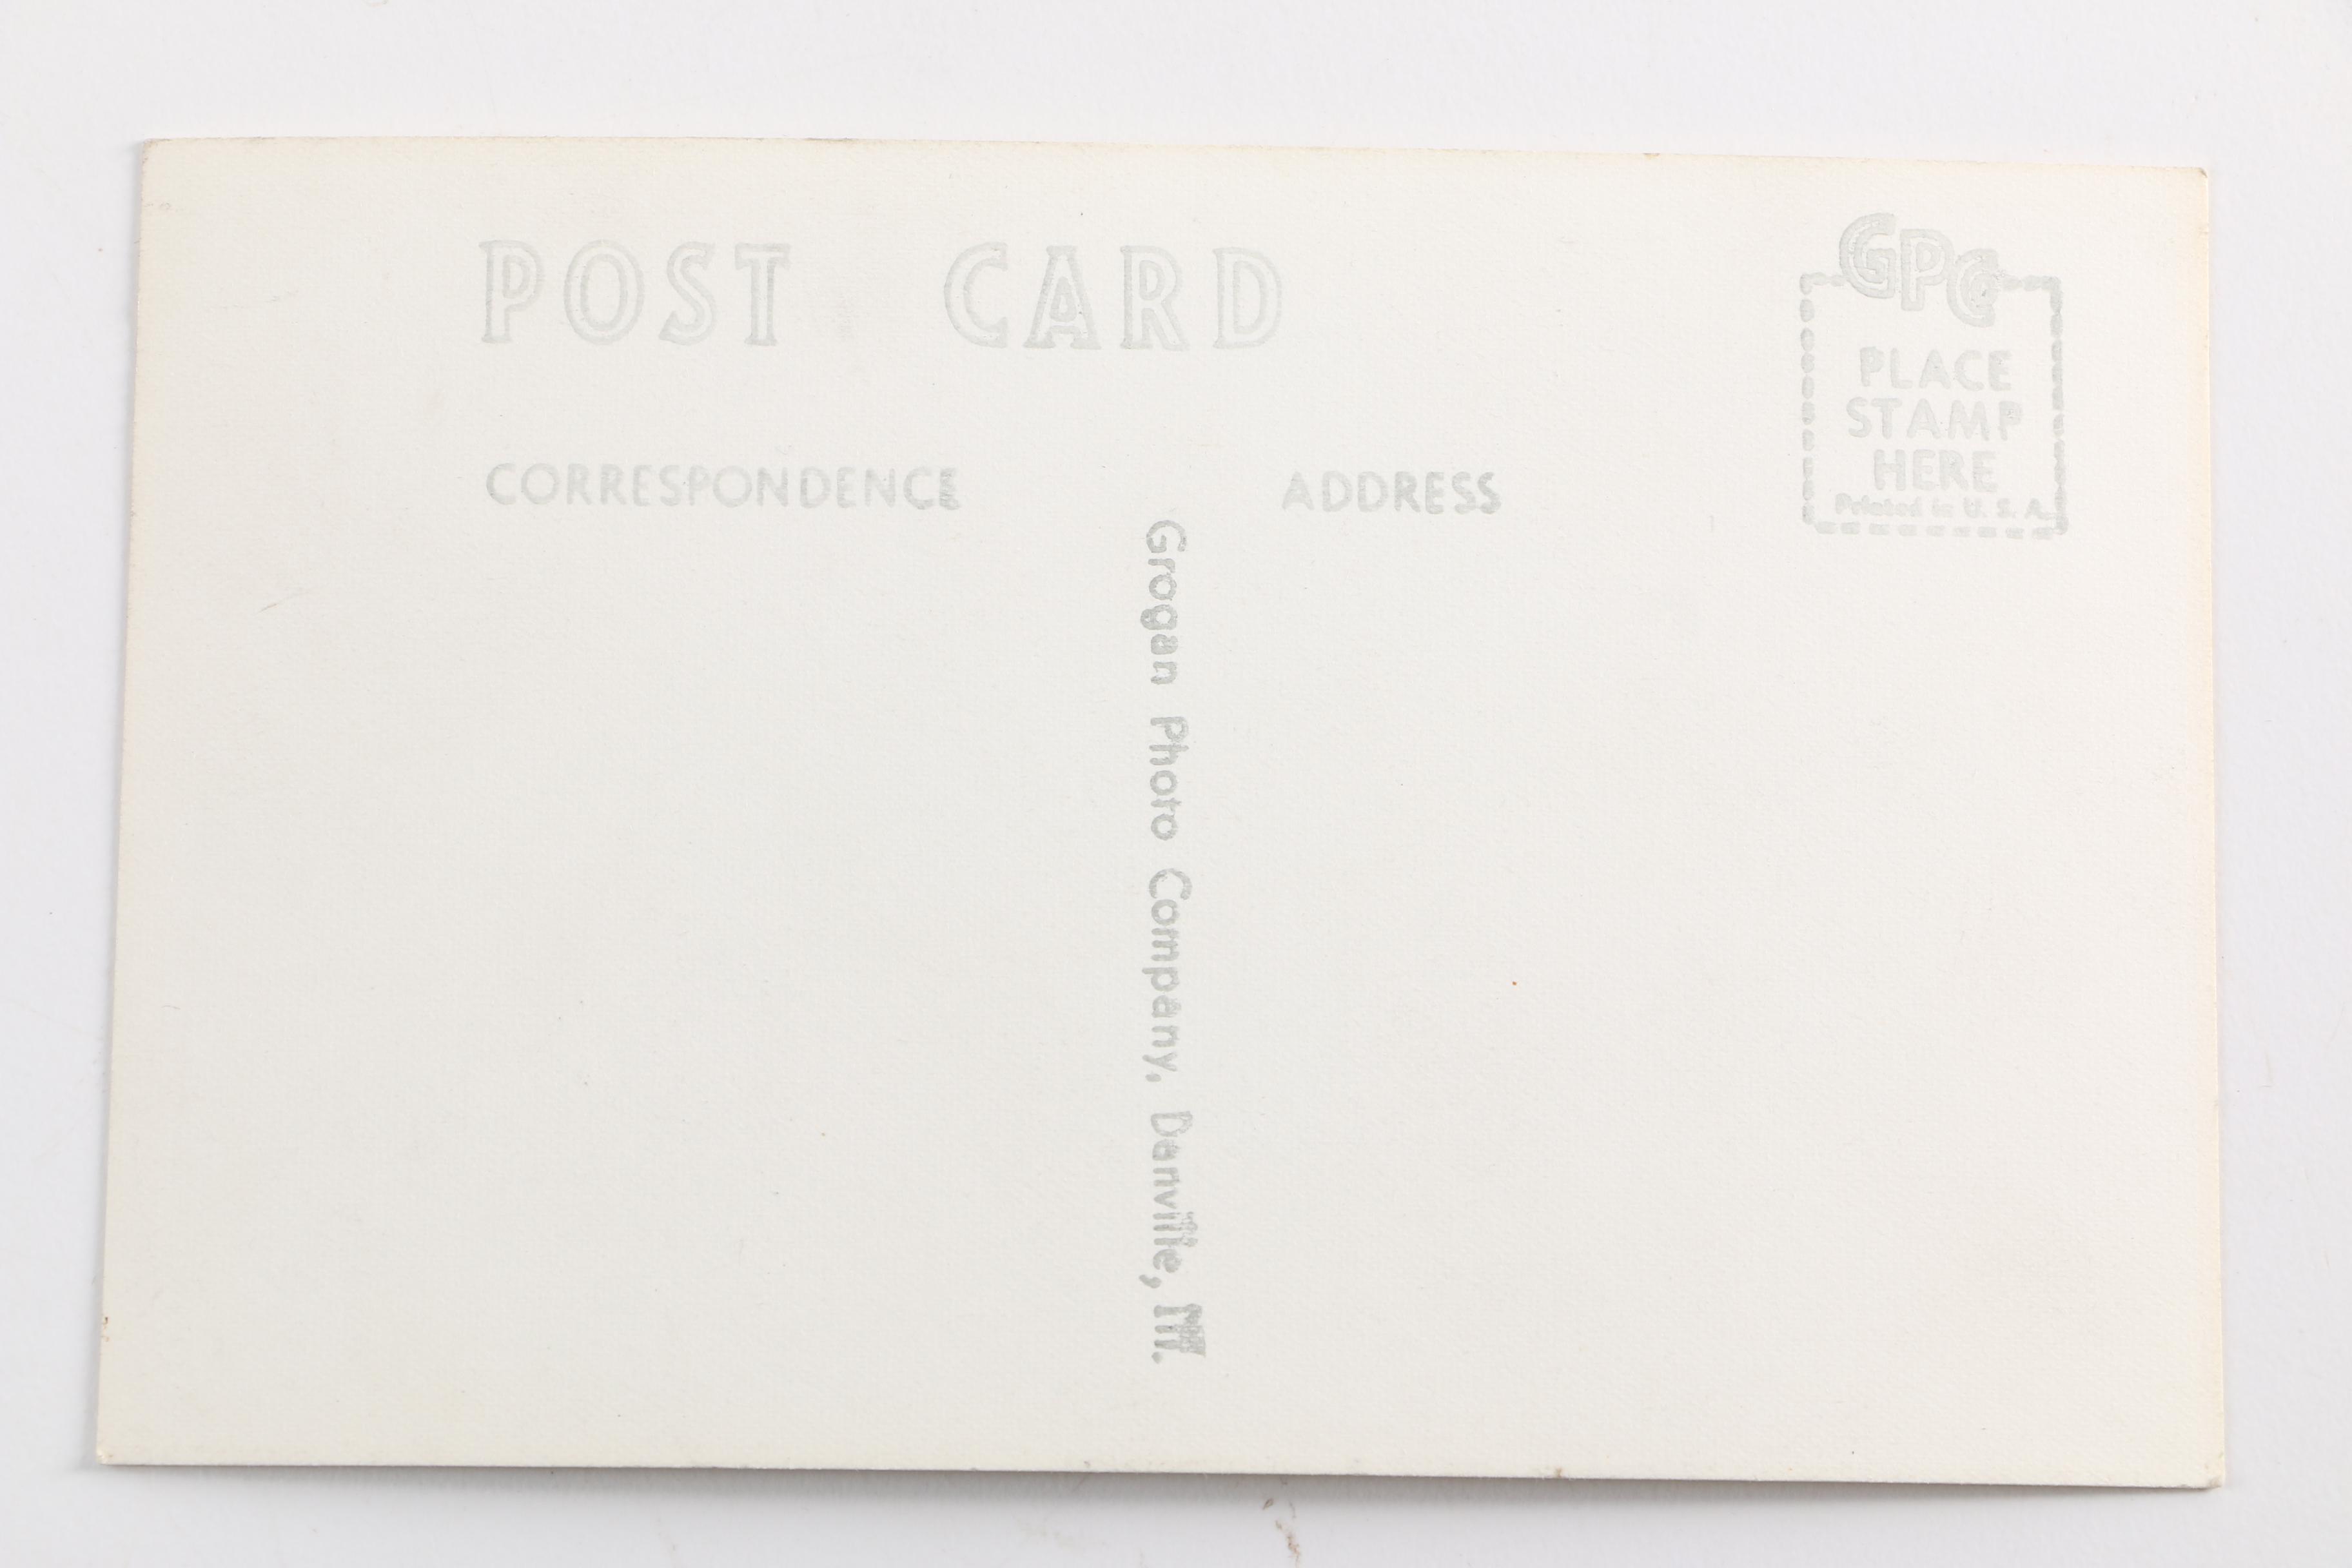 POST CARD
GPC
PLACE
STAMP
HERE
Printed in U. S. A.
CORRESPONDENCE
ADDRESS
Grogan Photo Company, Danville, Ill.